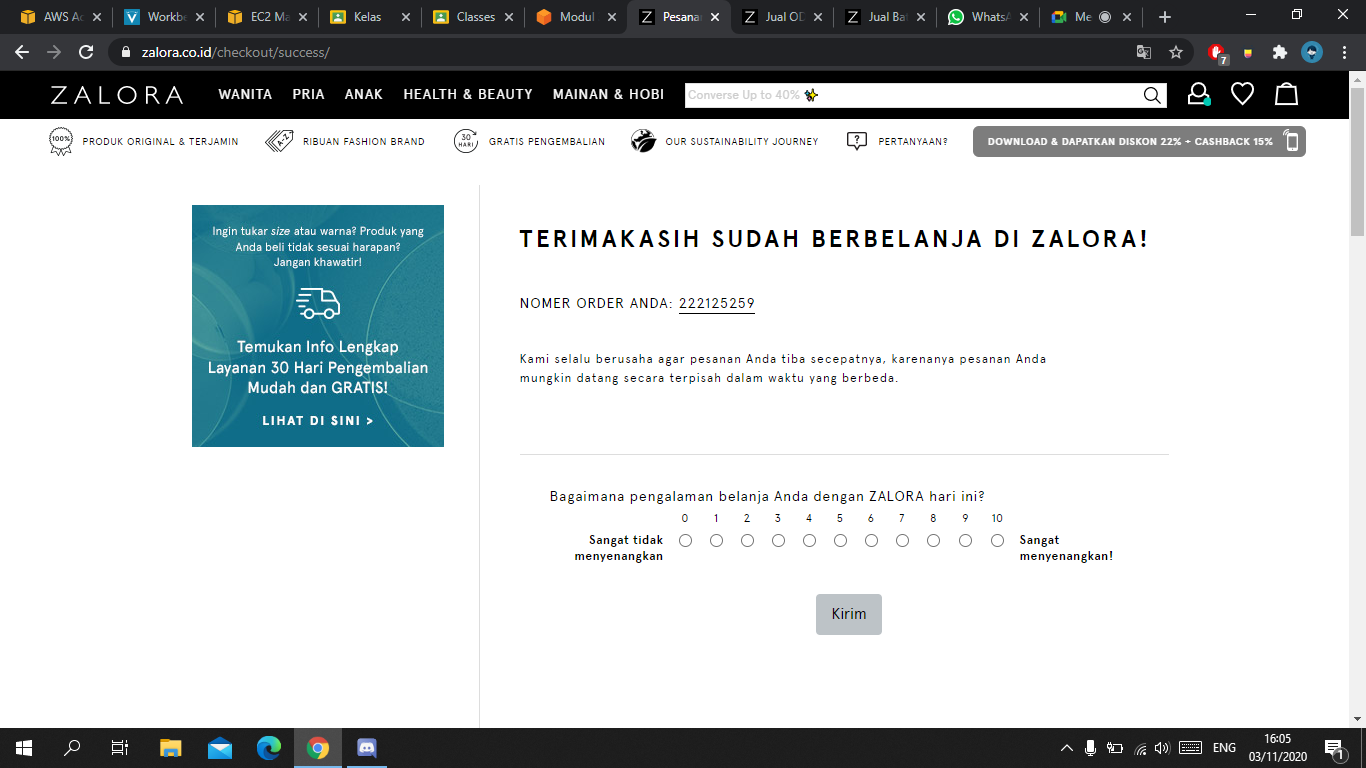 AWS Ac
Workbe
EC2 Ma
Kelas
Classes
Modul
Pesana
Jual OD
Jual Bat
WhatsA
Me
zalora.co.id/checkout/success/
7
ZALORA
WANITA
PRIA
ANAK
HEALTH & BEAUTY
MAINAN & HOBI
Converse Up to 40% ✨
100%
PRODUK ORIGINAL & TERJAMIN
A-Z
RIBUAN FASHION BRAND
30
HARI
GRATIS PENGEMBALIAN
OUR SUSTAINABILITY JOURNEY
?
PERTANYAAN?
DOWNLOAD & DAPATKAN DISKON 22% + CASHBACK 15%
Ingin tukar size atau warna? Produk yang
Anda beli tidak sesuai harapan?
Jangan khawatir!
Temukan Info Lengkap
Layanan 30 Hari Pengembalian
Mudah dan GRATIS!
LIHAT DI SINI >
TERIMAKASIH SUDAH BERBELANJA DI ZALORA!
NOMER ORDER ANDA: 222125259
Kami selalu berusaha agar pesanan Anda tiba secepatnya, karenanya pesanan Anda
mungkin datang secara terpisah dalam waktu yang berbeda.
Bagaimana pengalaman belanja Anda dengan ZALORA hari ini?
0 1 2 3 4 5 6 7 8 9 10
Sangat tidak
menyenangkan
Sangat
menyenangkan!
Kirim
ENG
16:05
03/11/2020
1